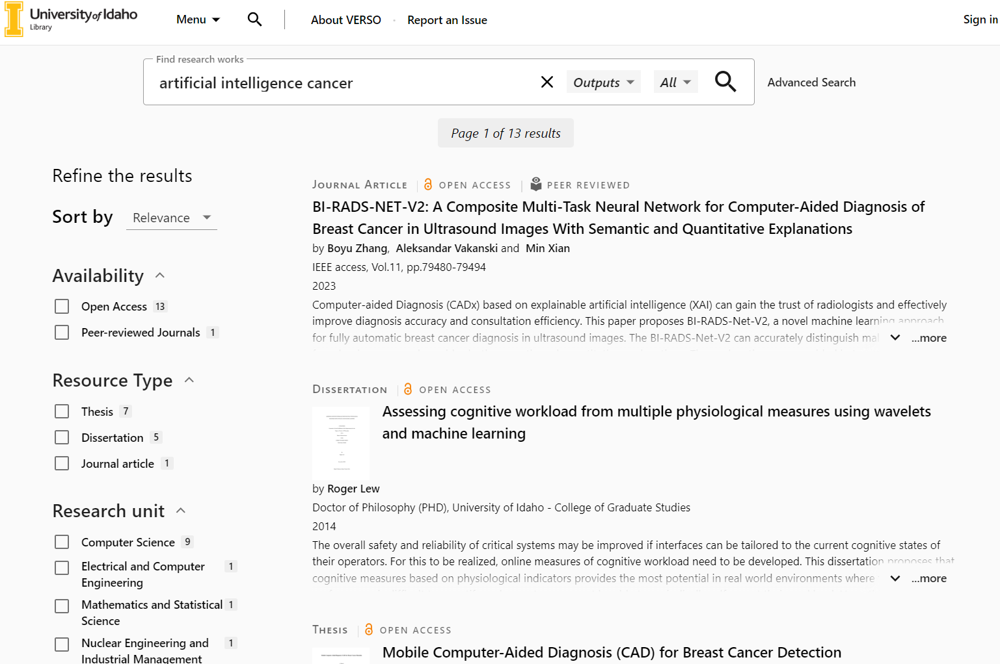 University of Idaho
Library
Menu
About VERSO · Report an Issue
Sign in
Find research works
artificial intelligence cancer
Outputs
All
Advanced Search
Page 1 of 13 results
Refine the results
Sort by Relevance
Availability
Open Access 13
Peer-reviewed Journals 1
Resource Type
Thesis 7
Dissertation 5
Journal article 1
Research unit
Computer Science 9
Electrical and Computer 1
Engineering
Mathematics and Statistical 1
Science
Nuclear Engineering and 1
Industrial Management
JOURNAL ARTICLE | OPEN ACCESS | PEER REVIEWED
BI-RADS-NET-V2: A Composite Multi-Task Neural Network for Computer-Aided Diagnosis of
Breast Cancer in Ultrasound Images With Semantic and Quantitative Explanations
by Boyu Zhang, Aleksandar Vakanski and Min Xian
IEEE access, Vol.11, pp.79480-79494
2023
Computer-aided Diagnosis (CADx) based on explainable artificial intelligence (XAI) can gain the trust of radiologists and effectively
improve diagnosis accuracy and consultation efficiency. This paper proposes BI-RADS-Net-V2, a novel machine learning approach
for fully automatic breast cancer diagnosis in ultrasound images. The BI-RADS-Net-V2 can accurately distinguish mal ...more
DISSERTATION | OPEN ACCESS
Assessing cognitive workload from multiple physiological measures using wavelets
and machine learning
by Roger Lew
Doctor of Philosophy (PHD), University of Idaho - College of Graduate Studies
2014
The overall safety and reliability of critical systems may be improved if interfaces can be tailored to the current cognitive states of
their operators. For this to be realized, online measures of cognitive workload need to be developed. This dissertation proposes that
cognitive measures based on physiological indicators provides the most potential in real world environments where ...more
THESIS | OPEN ACCESS
Mobile Computer-Aided Diagnosis (CAD) for Breast Cancer Detection